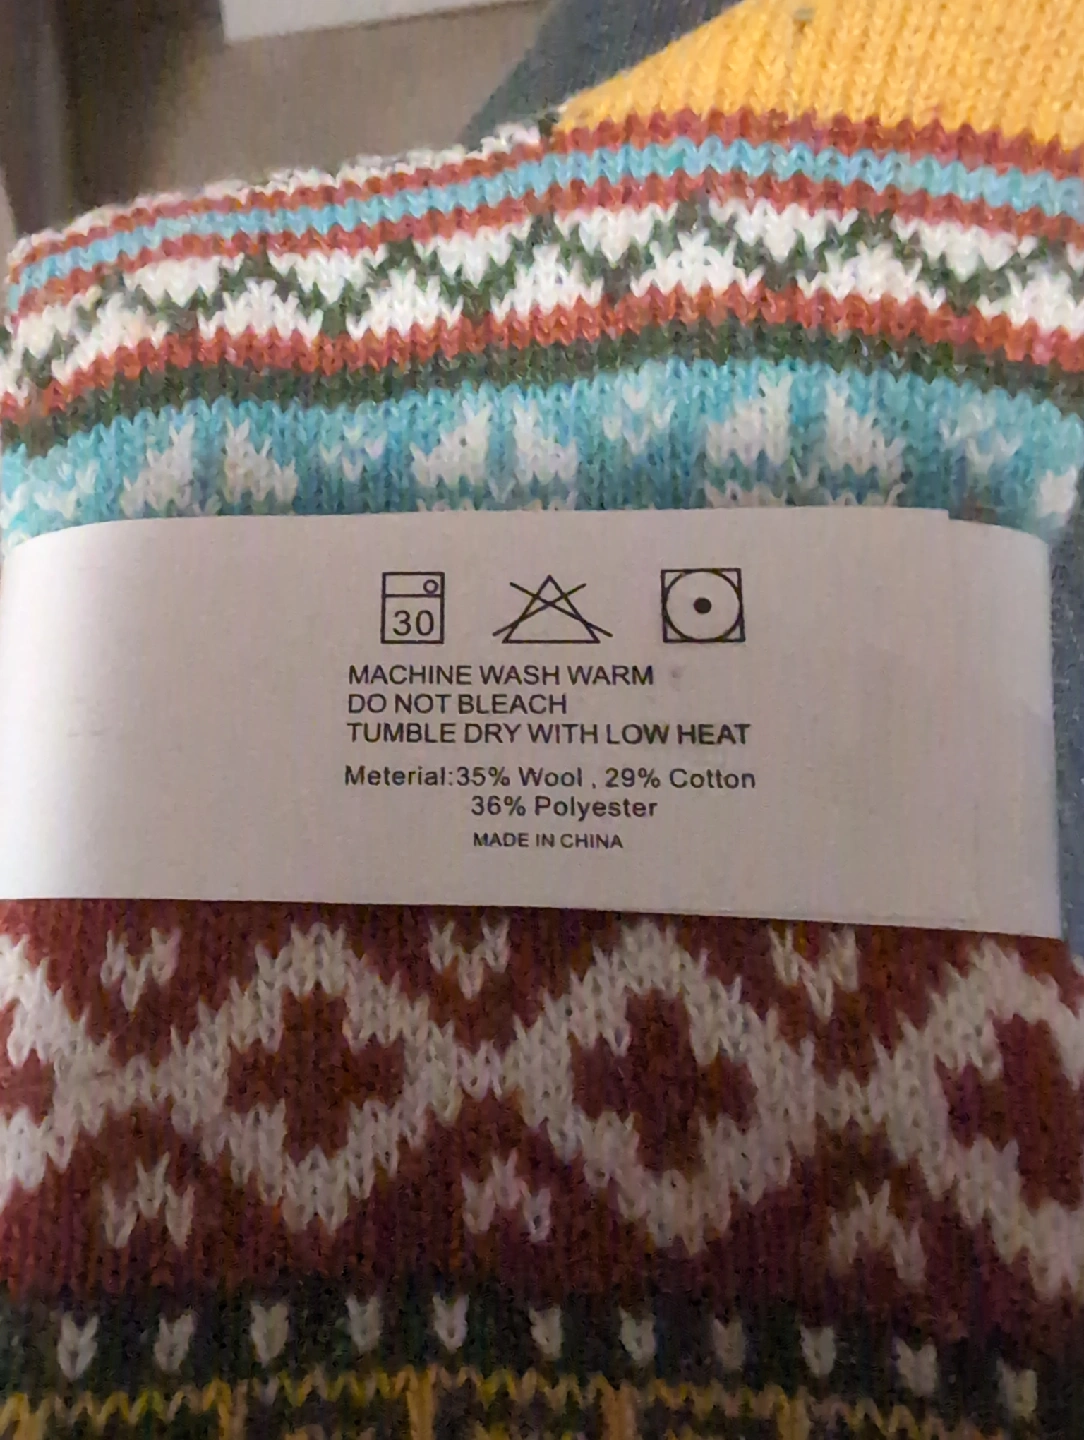 30
MACHINE WASH WARM
DO NOT BLEACH
TUMBLE DRY WITH LOW HEAT
Meterial:35% Wool , 29% Cotton
36% Polyester
MADE IN CHINA